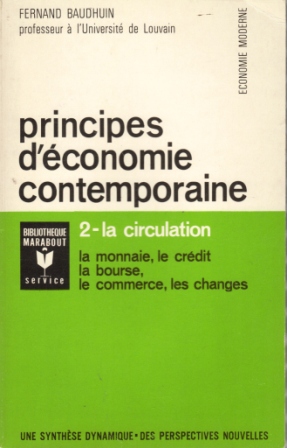 FERNAND BAUDHUIN
professeur à l'Université de Louvain
ECONOMIE MODERNE
principes
d'économie
contemporaine
BIBLIOTHEQUE
MARABOUT
service
2-la circulation
la monnaie, le crédit
la bourse,
le commerce, les changes
UNE SYNTHÈSE DYNAMIQUE • DES PERSPECTIVES NOUVELLES